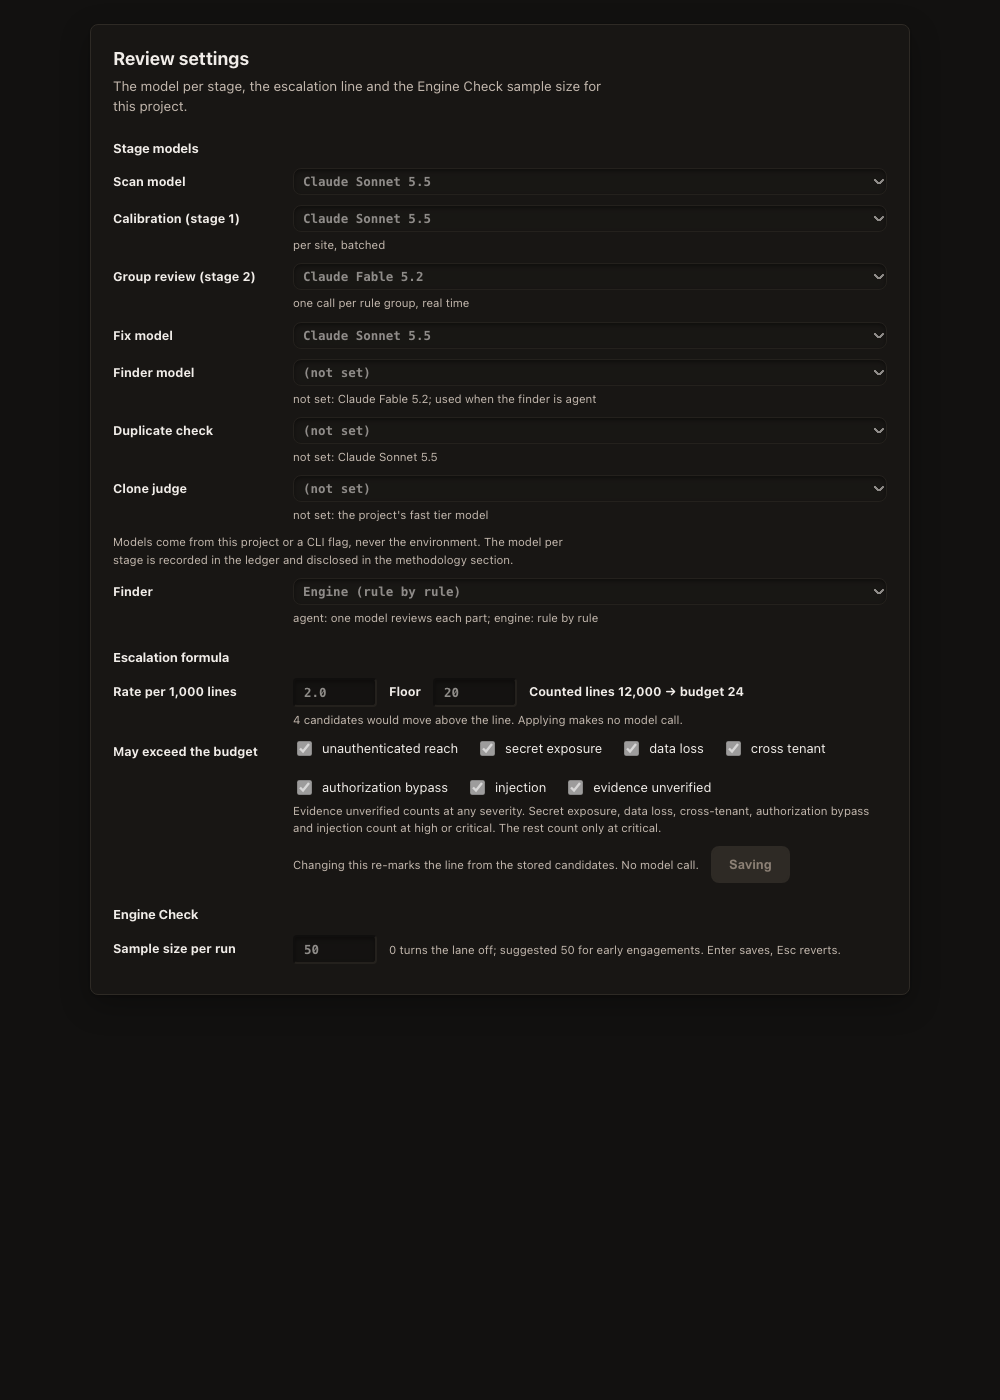 Review settings
The model per stage, the escalation line and the Engine Check sample size for
this project.
Stage models
Scan model
Claude Sonnet 5.5
Calibration (stage 1)
Claude Sonnet 5.5
per site, batched
Group review (stage 2)
Claude Fable 5.2
one call per rule group, real time
Fix model
Claude Sonnet 5.5
Finder model
(not set)
not set: Claude Fable 5.2; used when the finder is agent
Duplicate check
(not set)
not set: Claude Sonnet 5.5
Clone judge
(not set)
not set: the project's fast tier model
Models come from this project or a CLI flag, never the environment. The model per
stage is recorded in the ledger and disclosed in the methodology section.
Finder
Engine (rule by rule)
agent: one model reviews each part; engine: rule by rule
Escalation formula
Rate per 1,000 lines 2.0 Floor 20 Counted lines 12,000 → budget 24
4 candidates would move above the line. Applying makes no model call.
May exceed the budget unauthenticated reach secret exposure data loss cross tenant
authorization bypass injection evidence unverified
Evidence unverified counts at any severity. Secret exposure, data loss, cross-tenant, authorization bypass
and injection count at high or critical. The rest count only at critical.
Changing this re-marks the line from the stored candidates. No model call. Saving
Engine Check
Sample size per run 50 0 turns the lane off; suggested 50 for early engagements. Enter saves, Esc reverts.